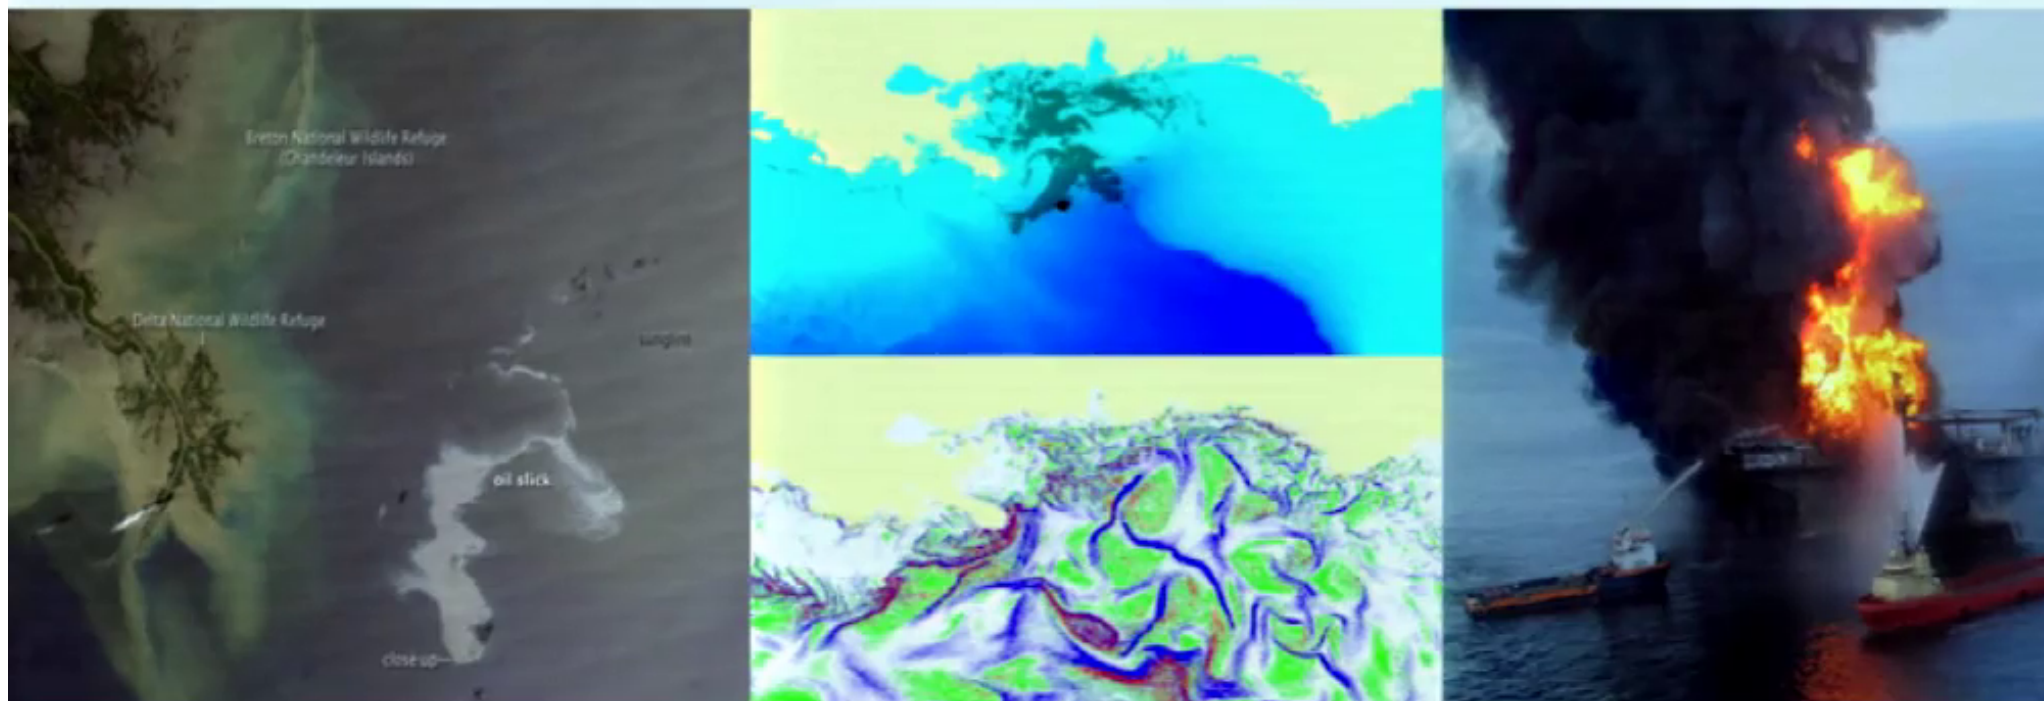 Breton National Wildlife Refuge
(Chandeleur Islands)
Delta National Wildlife Refuge
sunglint
oil slick
close up